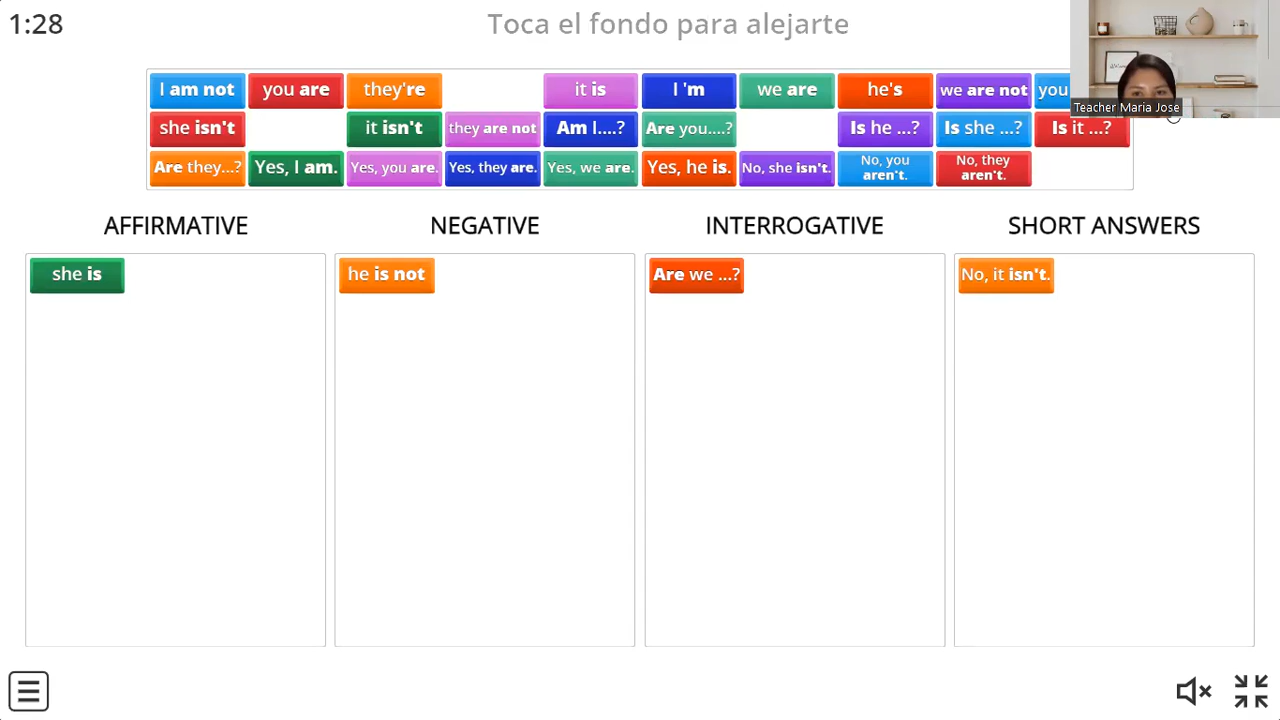 1:28
Toca el fondo para alejarte
I am not
you are
they're
it is
I 'm
we are
he's
we are not
you
Teacher Maria Jose
she isn't
it isn't
they are not
Am I....?
Are you....?
Is he ...?
Is she ...?
Is it ...?
Are they...?
Yes, I am.
Yes, you are.
Yes, they are.
Yes, we are.
Yes, he is.
No, she isn't.
No, you
aren't.
No, they
aren't.
AFFIRMATIVE
NEGATIVE
INTERROGATIVE
SHORT ANSWERS
she is
he is not
Are we ...?
No, it isn't.